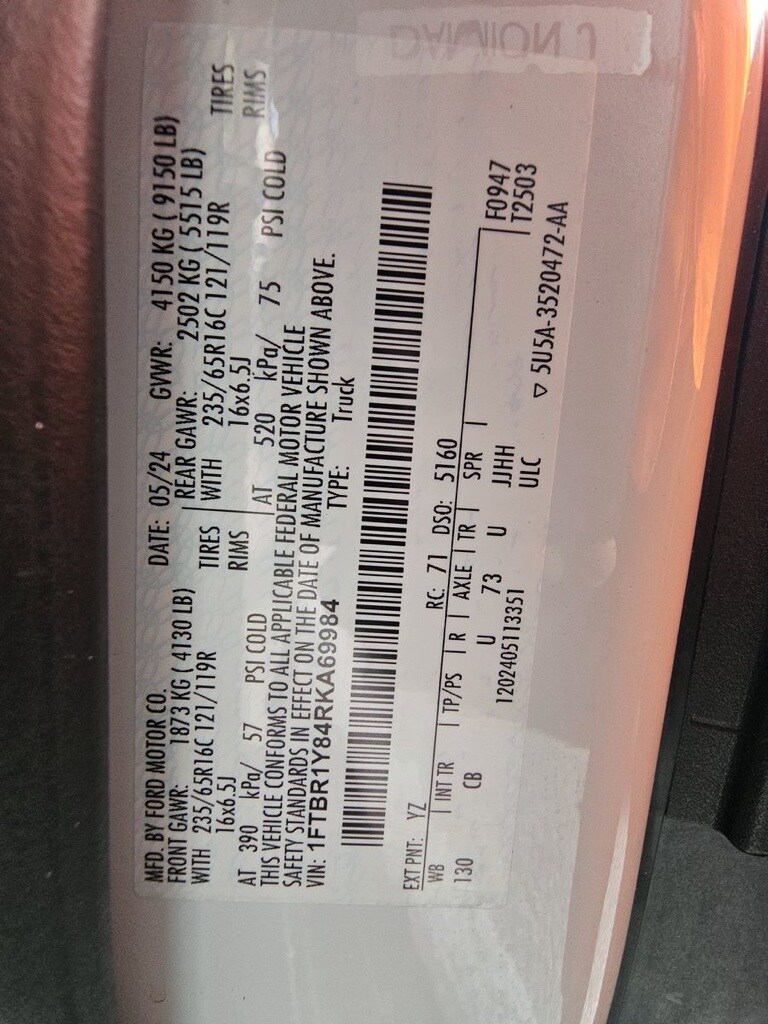 MFD. BY FORD MOTOR CO.
DATE: 05/24 GVWR: 4150 KG ( 9150 LB)
FRONT GAWR: 1873 KG ( 4130 LB)
REAR GAWR: 2502 KG ( 5515 LB)
WITH 235/65R16C 121/119R TIRES
WITH 235/65R16C 121/119R TIRES
16x6.5J RIMS
16x6.5J RIMS
AT 390 kPa/ 57 PSI COLD
AT 520 kPa/ 75 PSI COLD
THIS VEHICLE CONFORMS TO ALL APPLICABLE FEDERAL MOTOR VEHICLE
SAFETY STANDARDS IN EFFECT ON THE DATE OF MANUFACTURE SHOWN ABOVE.
VIN: 1FTBR1Y84RKA69984 TYPE: Truck
EXT PNT: YZ RC: 71 DSO: 5160
WB INT TR TP/PS R AXLE TR SPR F0947
130 CB U 73 U JJHH T2503
1202405113351 ULC
▽ 5U5A-3520472-AA